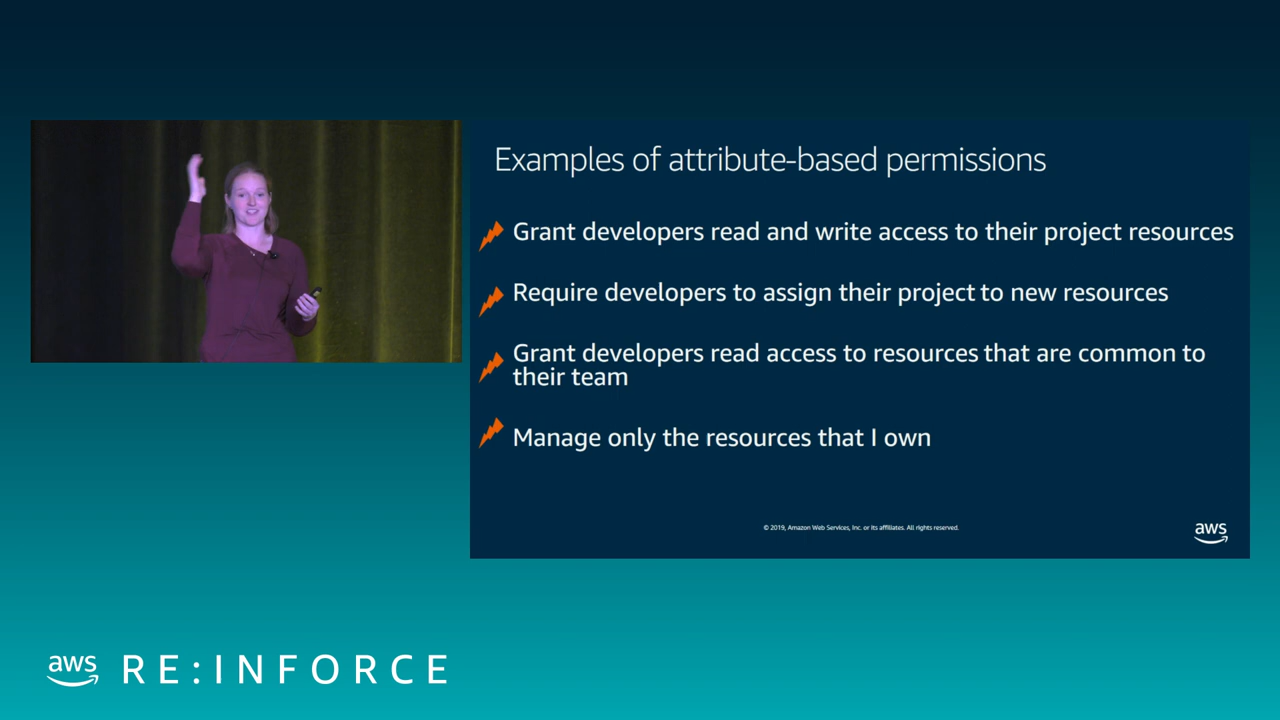 Examples of attribute-based permissions
Grant developers read and write access to their project resources
Require developers to assign their project to new resources
Grant developers read access to resources that are common to
their team
Manage only the resources that I own
© 2019, Amazon Web Services, Inc. or its affiliates. All rights reserved.
aws
aws RE:INFORCE